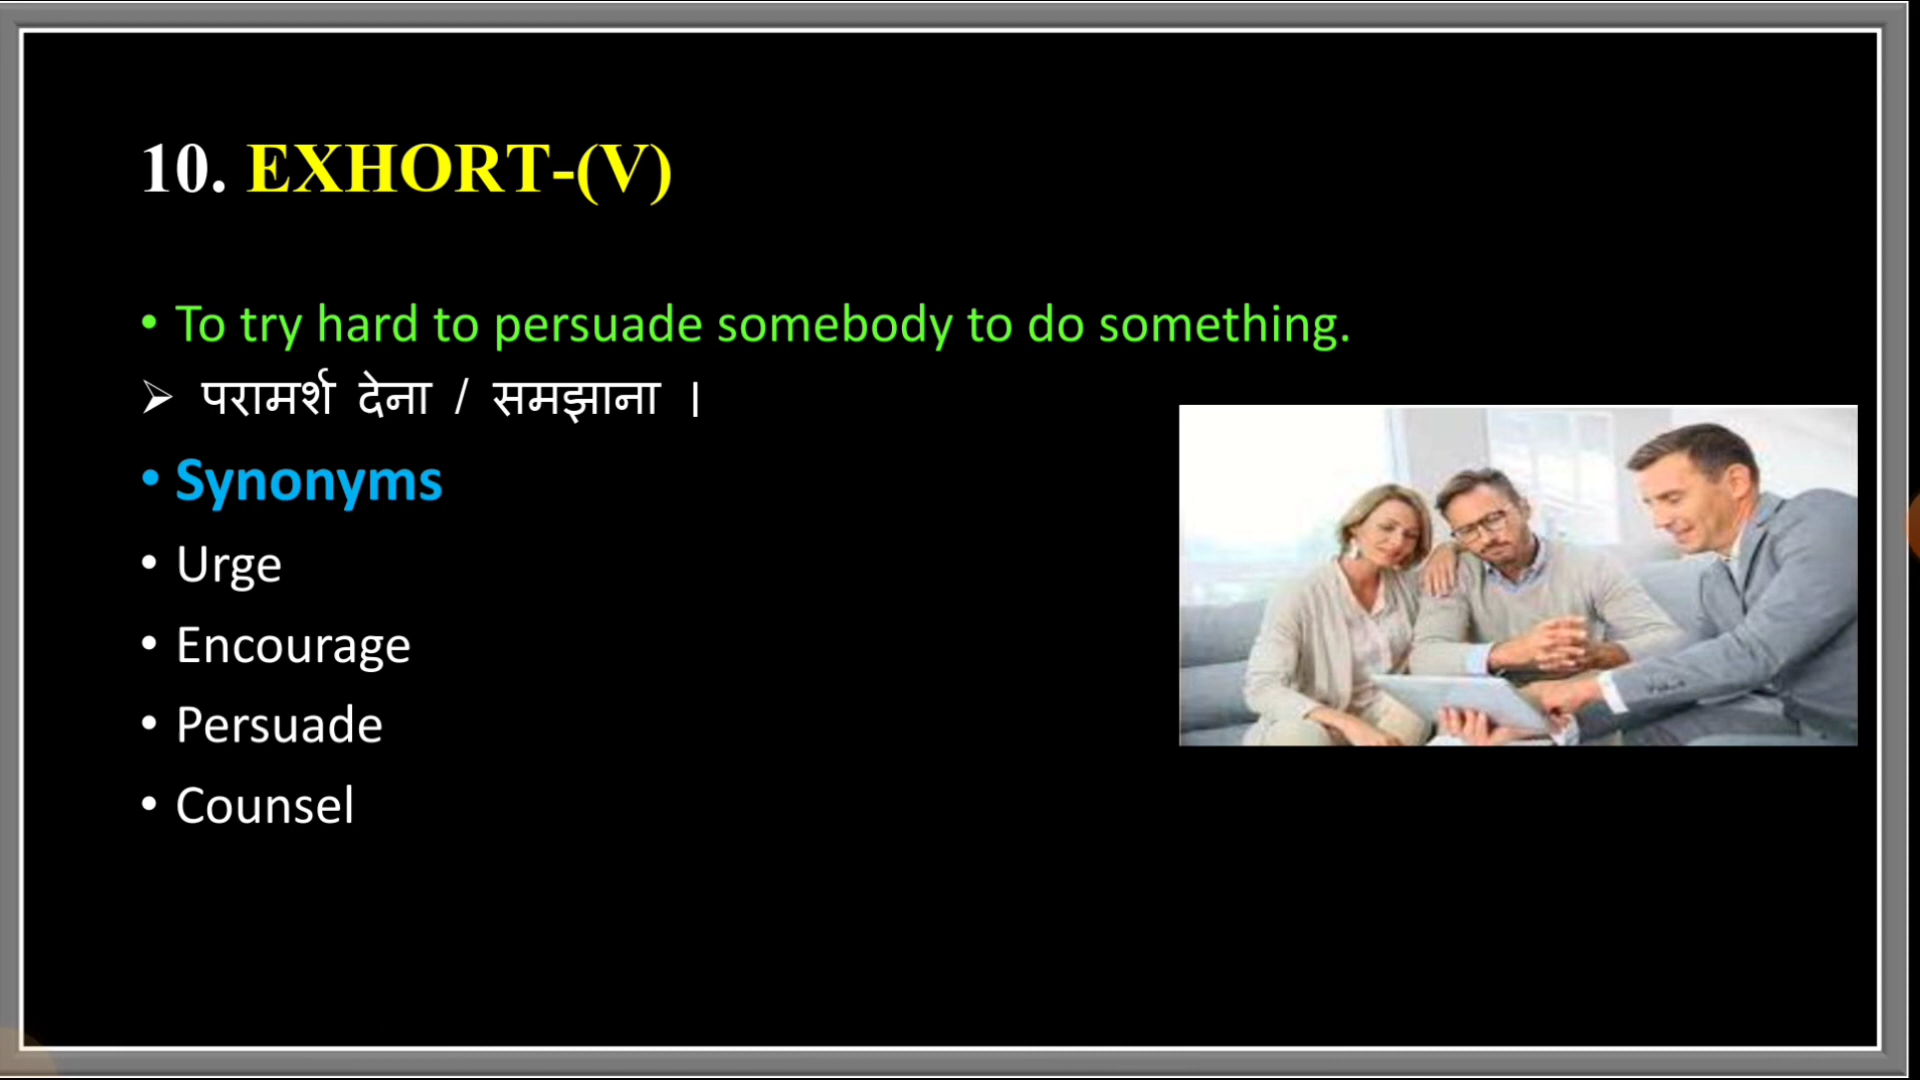 10. EXHORT-(V)
• To try hard to persuade somebody to do something.
➢ परामर्श देना / समझाना ।
• Synonyms
• Urge
• Encourage
• Persuade
• Counsel